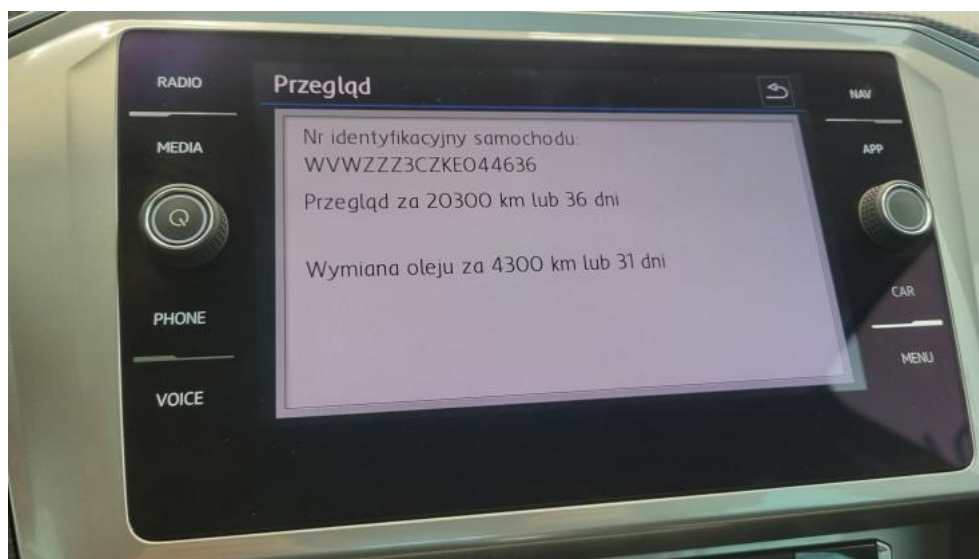 RADIO
MEDIA
PHONE
VOICE
Przegląd
Nr identyfikacyjny samochodu:
WVWZZZ3CZKE044636
Przegląd za 20300 km lub 36 dni
Wymiana oleju za 4300 km lub 31 dni
NAV
APP
CAR
MENU